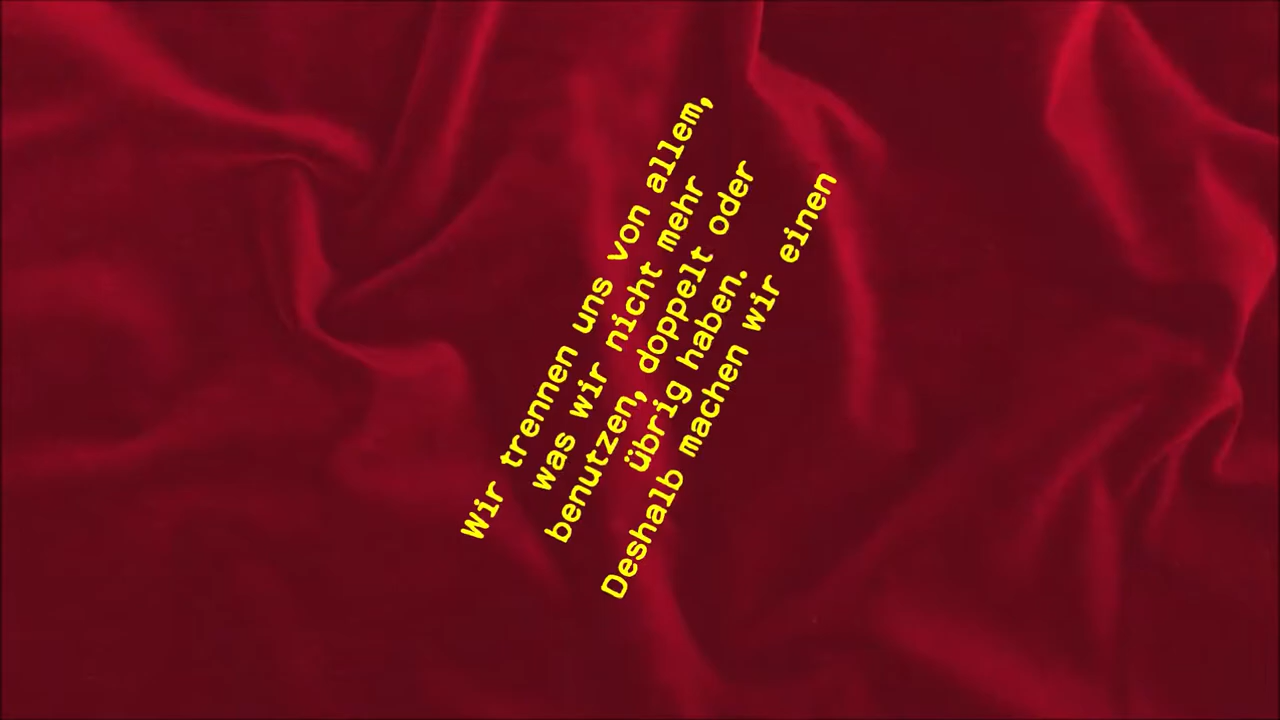 Wir trennen uns von allem,
was wir nicht mehr
benutzen, doppelt oder
übrig haben.
Deshalb machen wir einen